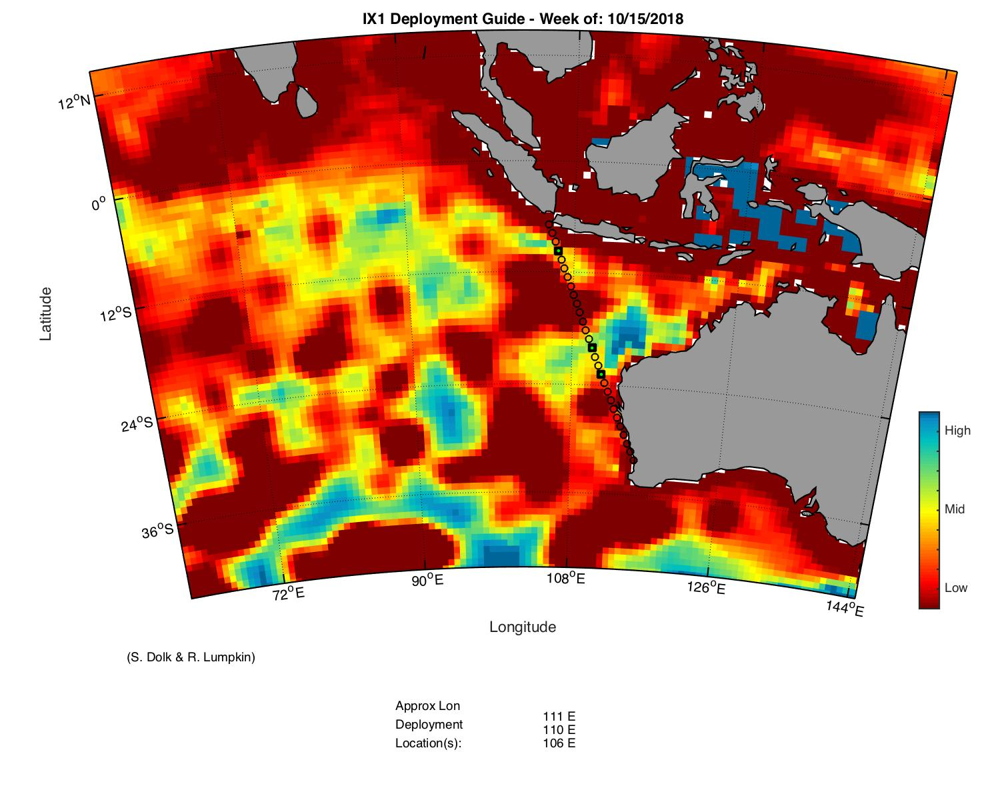 IX1 Deployment Guide - Week of: 10/15/2018
12°N
0°
12°S
24°S
36°S
Latitude
72°E
90°E
108°E
126°E
144°E
Longitude
High
Mid
Low
(S. Dolk & R. Lumpkin)
Approx Lon
111 E
Deployment
110 E
Location(s):
106 E